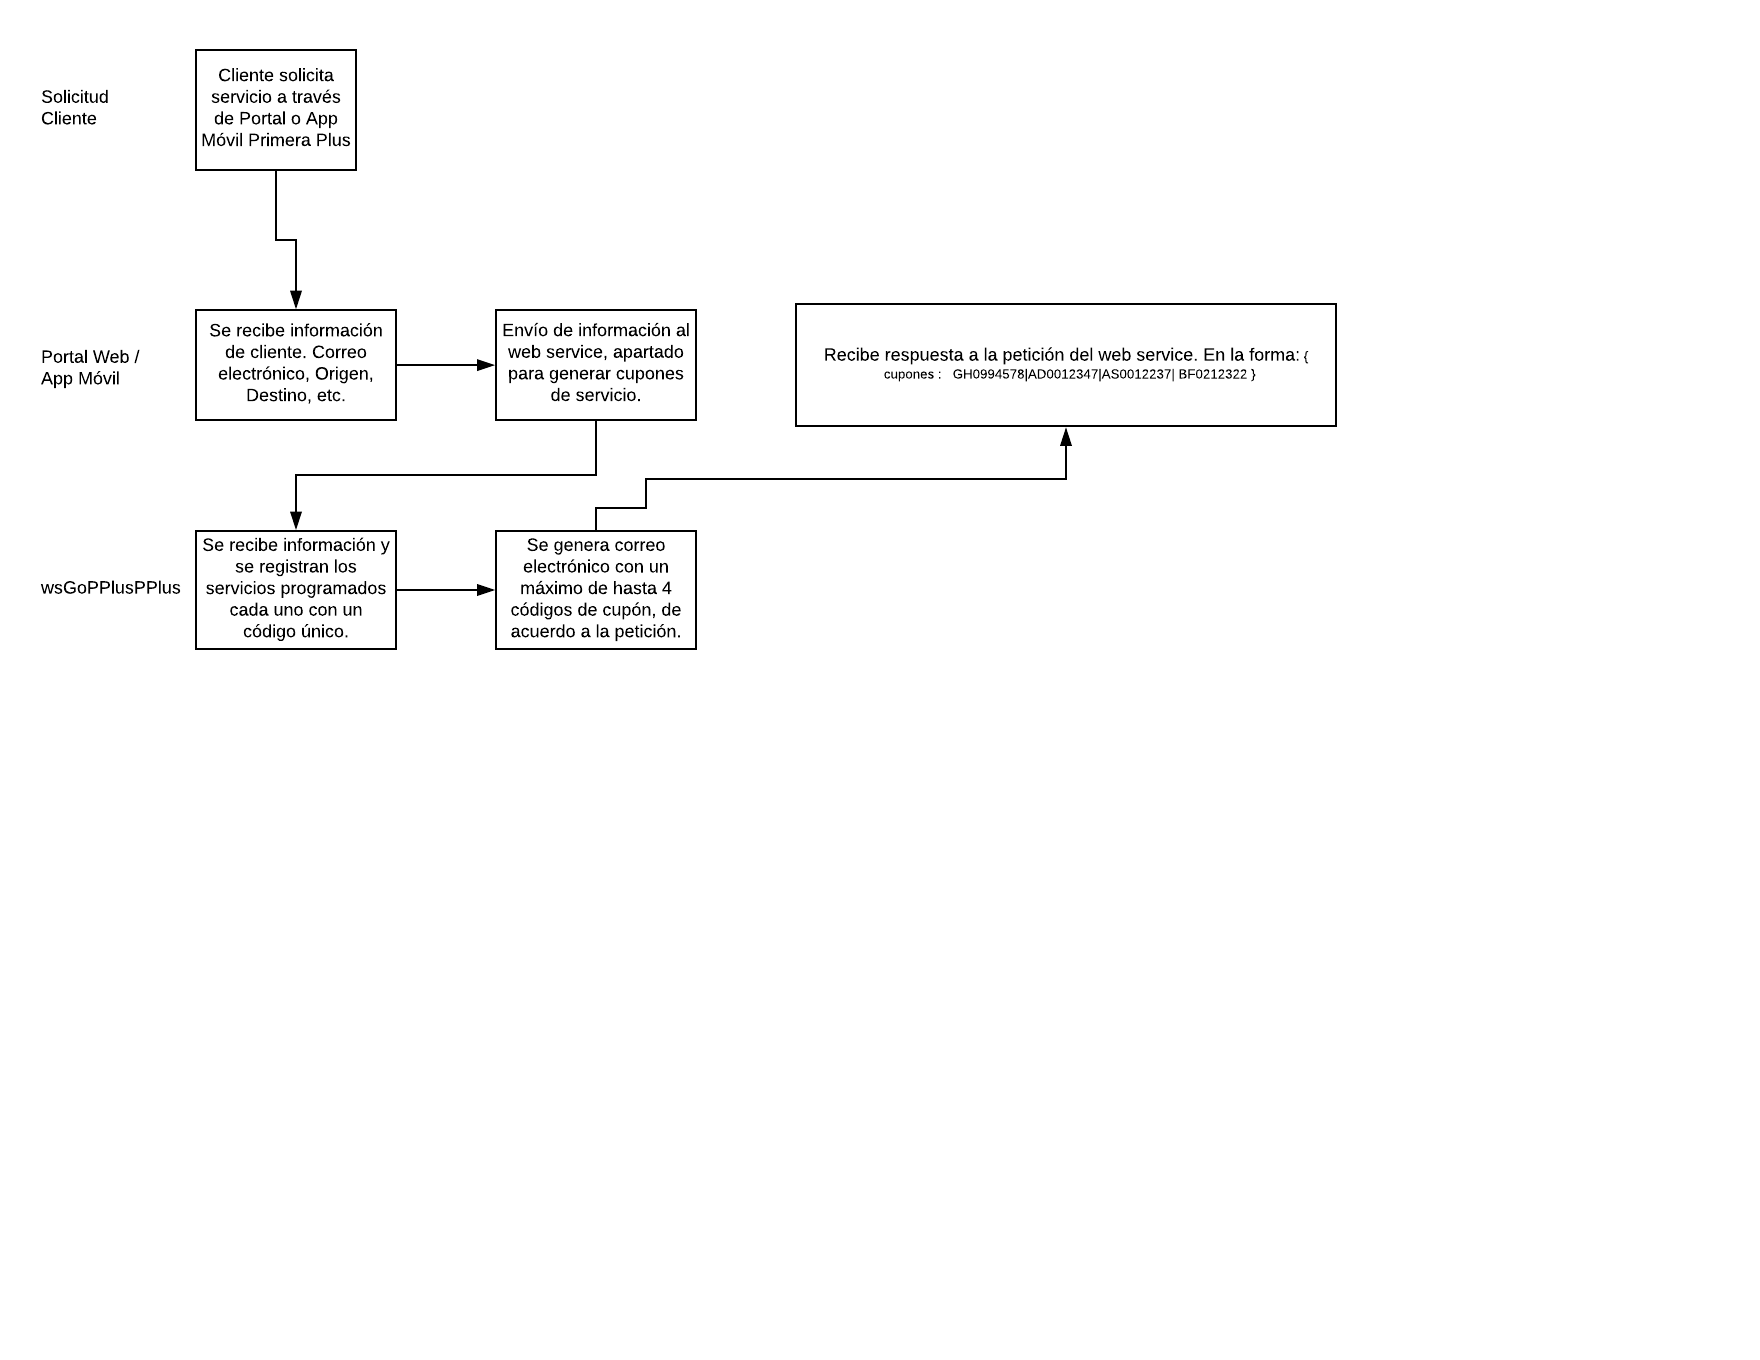 Solicitud
Cliente
Cliente solicita
servicio a través
de Portal o App
Móvil Primera Plus
Portal Web /
App Móvil
Se recibe información
de cliente. Correo
electrónico, Origen,
Destino, etc.
Envío de información al
web service, apartado
para generar cupones
de servicio.
Recibe respuesta a la petición del web service. En la forma: {
cupones :   GH0994578|AD0012347|AS0012237| BF0212322 }
wsGoPPlusPPlus
Se recibe información y
se registran los
servicios programados
cada uno con un
código único.
Se genera correo
electrónico con un
máximo de hasta 4
códigos de cupón, de
acuerdo a la petición.